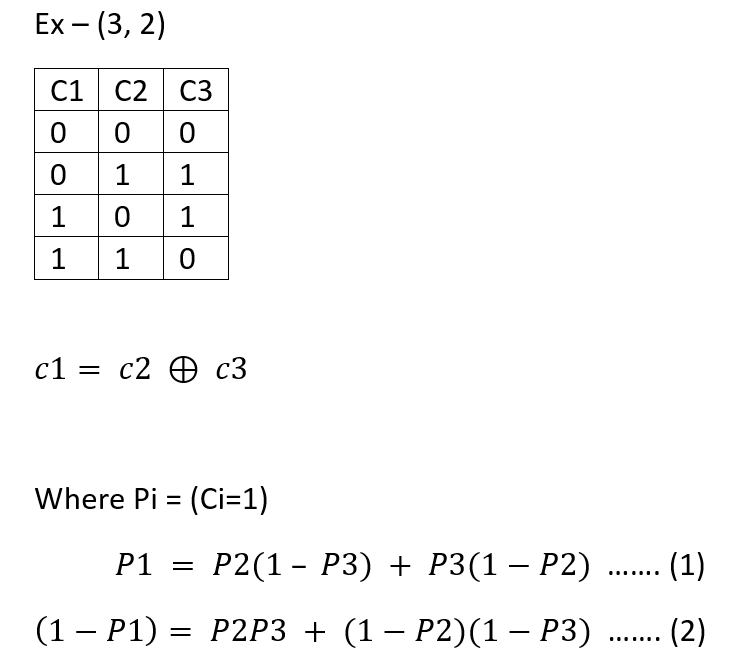 Ex – (3, 2)
C1 C2 C3
0 0 0
0 1 1
1 0 1
1 1 0
c1 = c2 ⊕ c3
Where Pi = (Ci=1)
P1 = P2(1 – P3) + P3(1 − P2) ……. (1)
(1 − P1) = P2P3 + (1 − P2)(1 − P3) ……. (2)